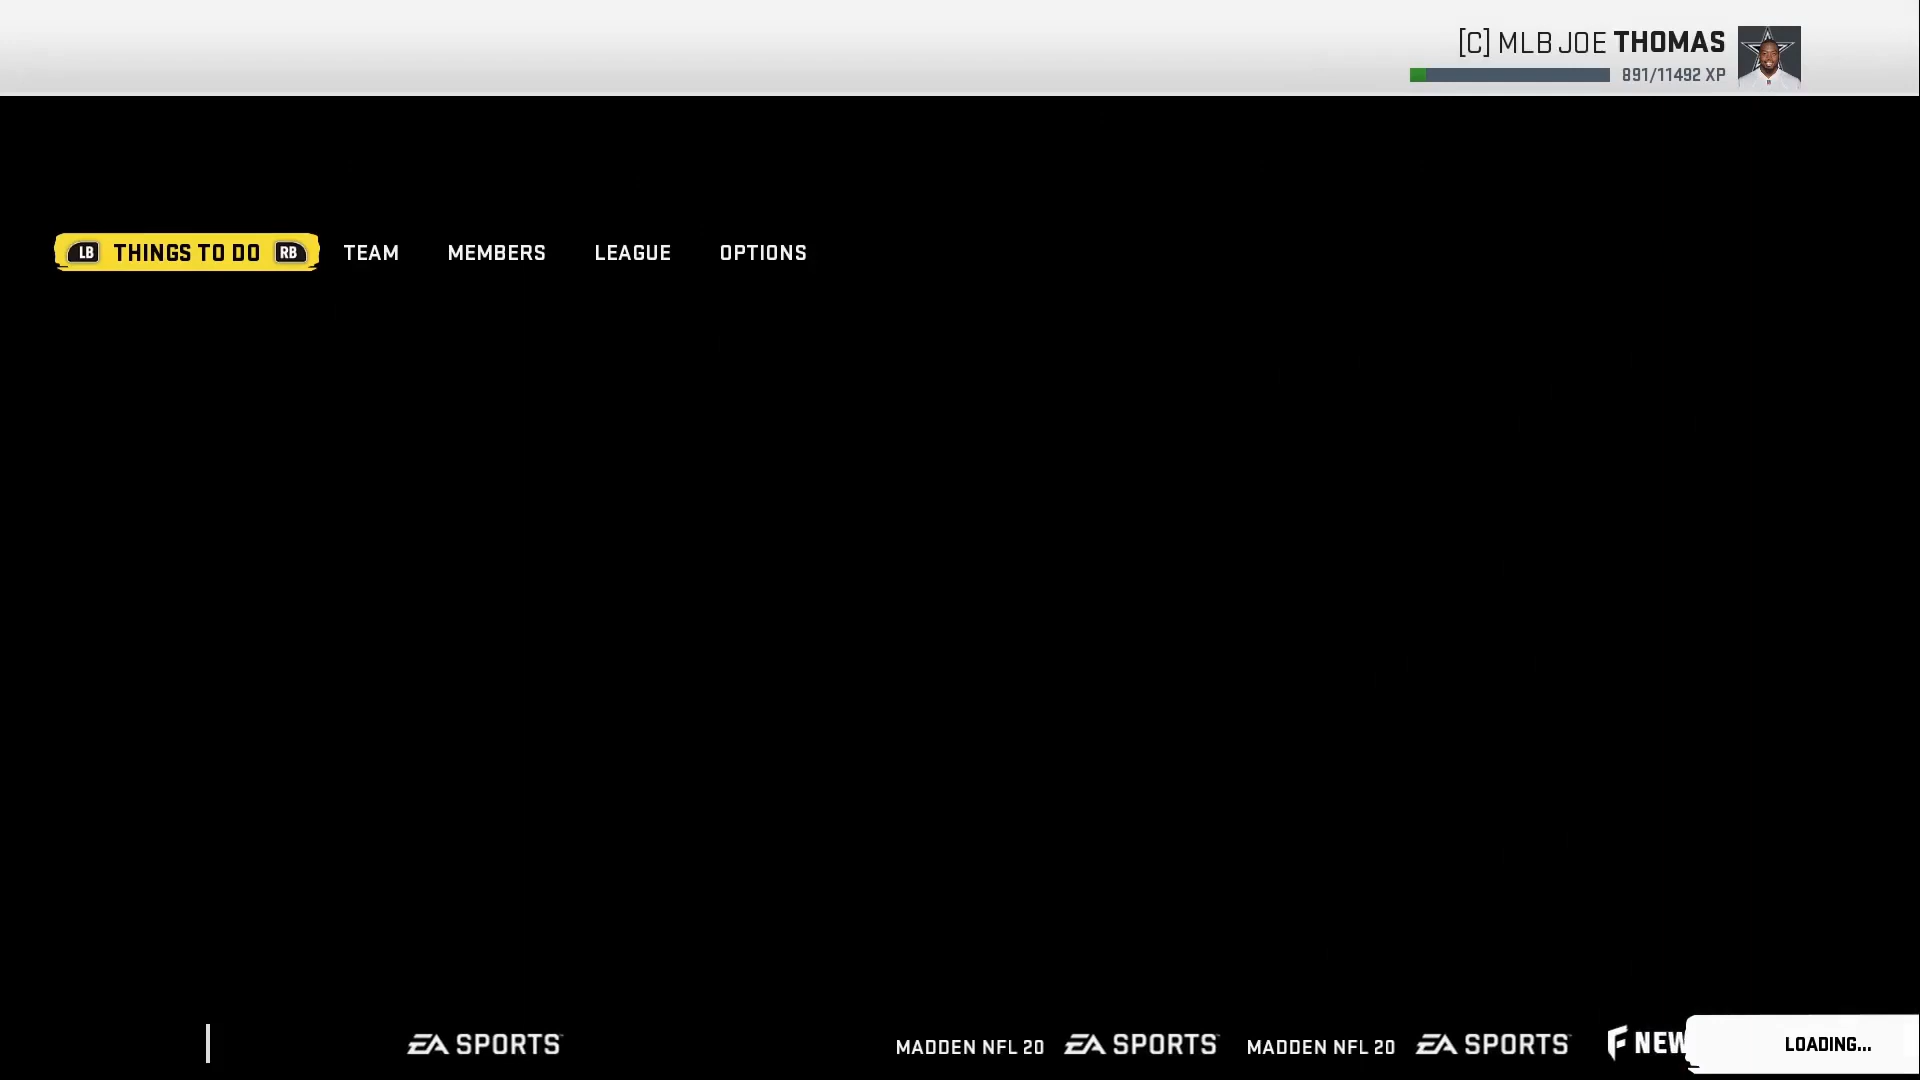 [C] MLB JOE THOMAS
891/11492 XP
LB THINGS TO DO RB TEAM MEMBERS LEAGUE OPTIONS
EA SPORTS MADDEN NFL 20 EA SPORTS MADDEN NFL 20 EA SPORTS NEW LOADING...